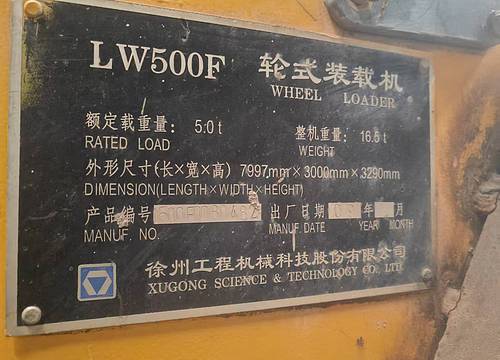 LW500F 轮式装载机
WHEEL LOADER
额定载重量: 5.0 t 整机重量: 16.5 t
RATED LOAD WEIGHT
外形尺寸(长×宽×高) 7997mm×3000mm×3290mm
DIMENSION(LENGTH×WIDTH×HEIGHT)
产品编号 出厂日期 年 月
MANUF. NO. MANUF. DATE YEAR MONTH
徐州工程机械科技股份有限公司
XUGONG SCIENCE & TECHNOLOGY CO., LTD.